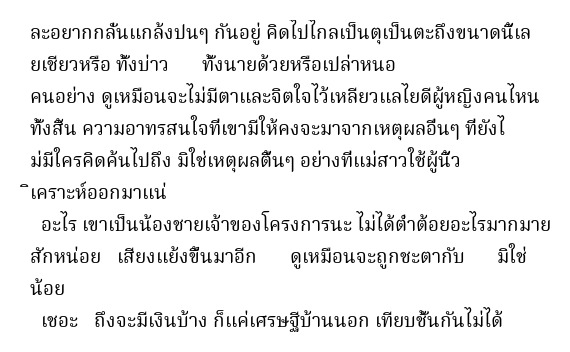 ละอยากกลั่นแกล้งปนๆ กันอยู่ คิดไปไกลเป็นตุเป็นตะถึงขนาดนี้เล
ยเชียวหรือ ทั้งบ่าว ทั้งนายด้วยหรือเปล่าหนอ
คนอย่าง ดูเหมือนจะไม่มีตาและจิตใจไว้เหลียวแลไยดีผู้หญิงคนไหน
ทั้งสิ้น ความอาทรสนใจที่เขามีให้คงจะมาจากเหตุผลอื่นๆ ที่ยังไ
ม่มีใครคิดค้นไปถึง มิใช่เหตุผลตื้นๆ อย่างที่แม่สาวใช้ผู้นี้ว
ิเคราะห์ออกมาแน่
อะไร เขาเป็นน้องชายเจ้าของโครงการนะ ไม่ได้ต่ำต้อยอะไรมากมาย
สักหน่อย เสียงแย้งขึ้นมาอีก ดูเหมือนจะถูกชะตากับ มิใช่
น้อย
เชอะ ถึงจะมีเงินบ้าง ก็แค่เศรษฐีบ้านนอก เทียบชั้นกันไม่ได้